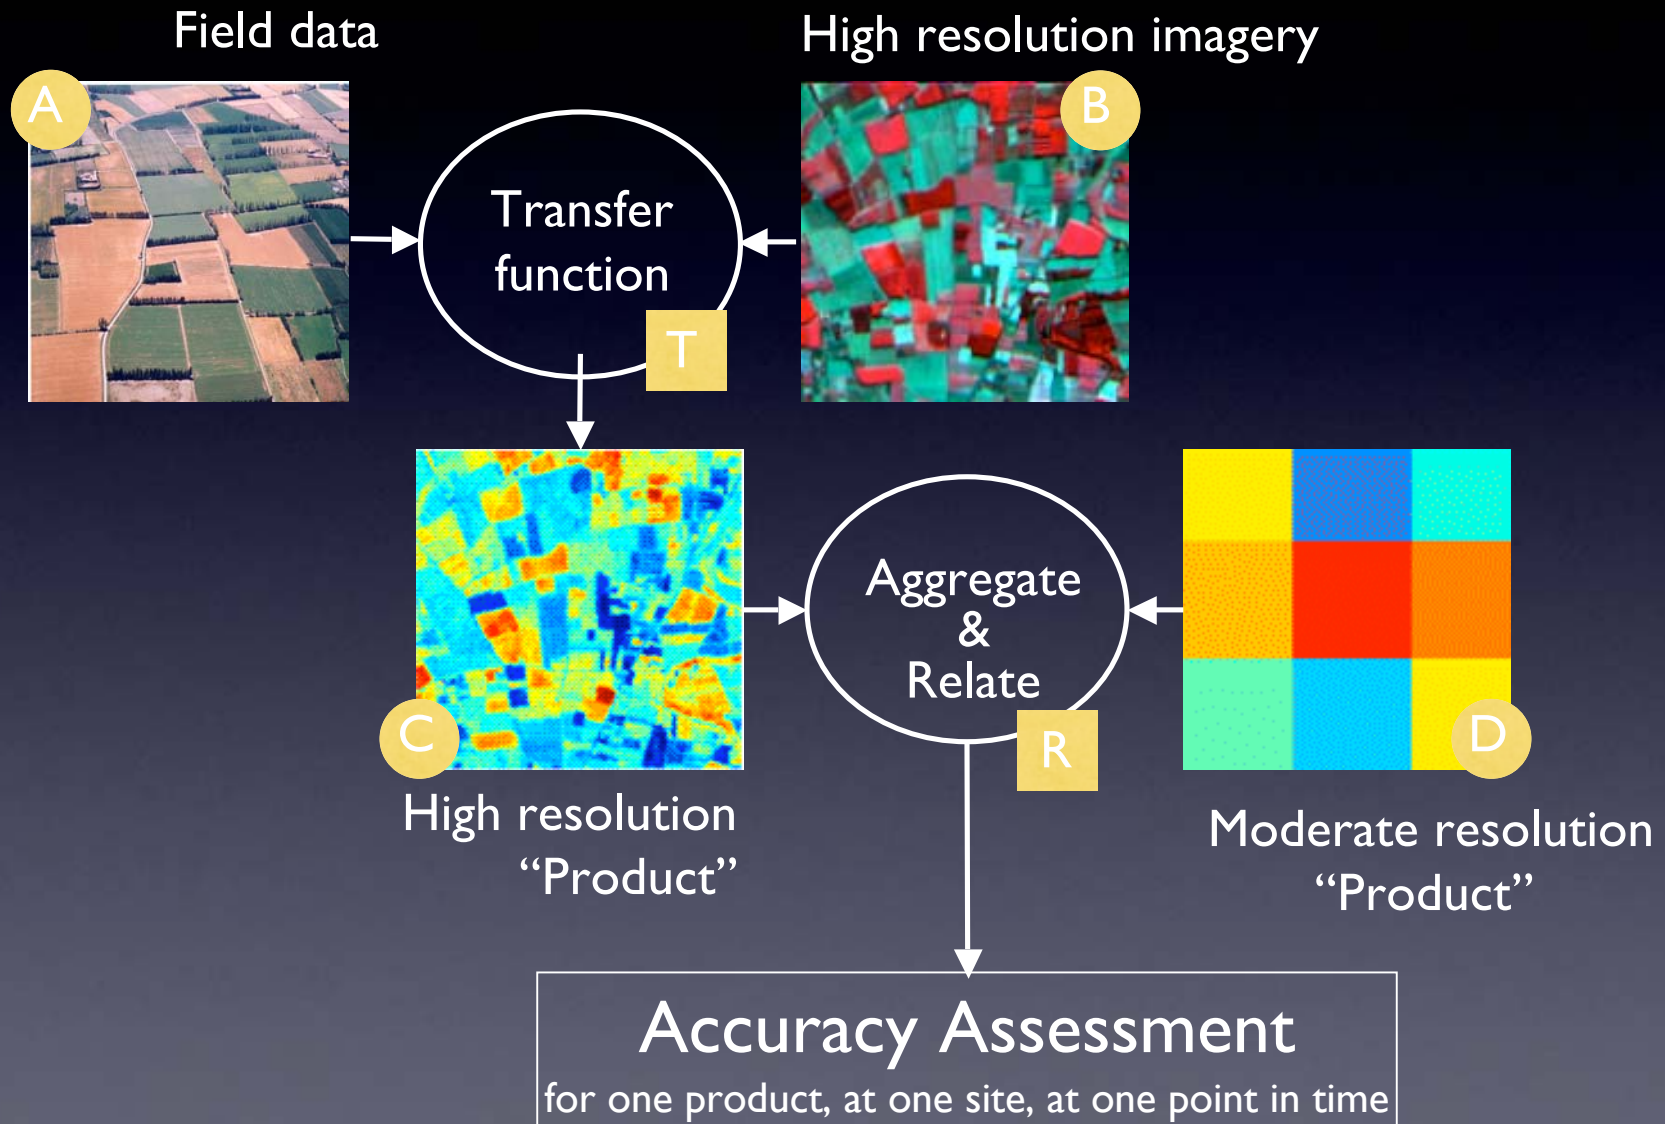 Field data
High resolution imagery
A
B
Transfer
function
T
Aggregate
&
Relate
R
C
D
High resolution
“Product”
Moderate resolution
“Product”
Accuracy Assessment
for one product, at one site, at one point in time